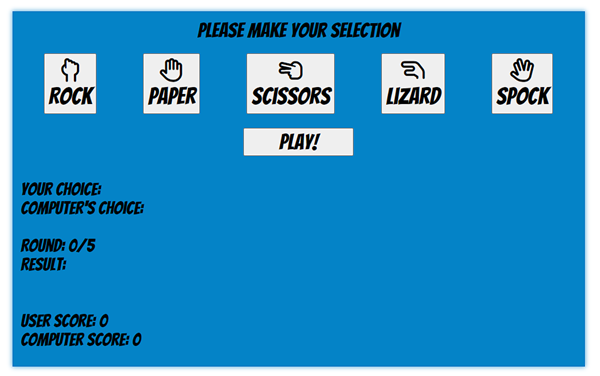 PLEASE MAKE YOUR SELECTION
ROCK PAPER SCISSORS LIZARD SPOCK
PLAY!
YOUR CHOICE:
COMPUTER'S CHOICE:
ROUND: 0/5
RESULT:
USER SCORE: 0
COMPUTER SCORE: 0